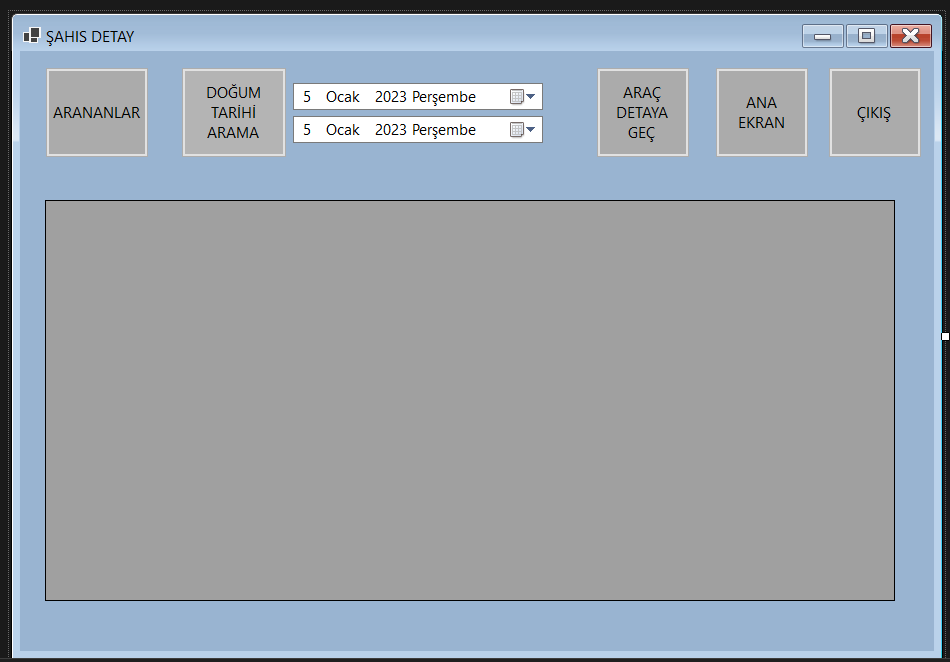 ŞAHIS DETAY
ARANANLAR
DOĞUM
TARİHİ
ARAMA
5 Ocak 2023 Perşembe
5 Ocak 2023 Perşembe
ARAÇ
DETAYA
GEÇ
ANA
EKRAN
ÇIKIŞ